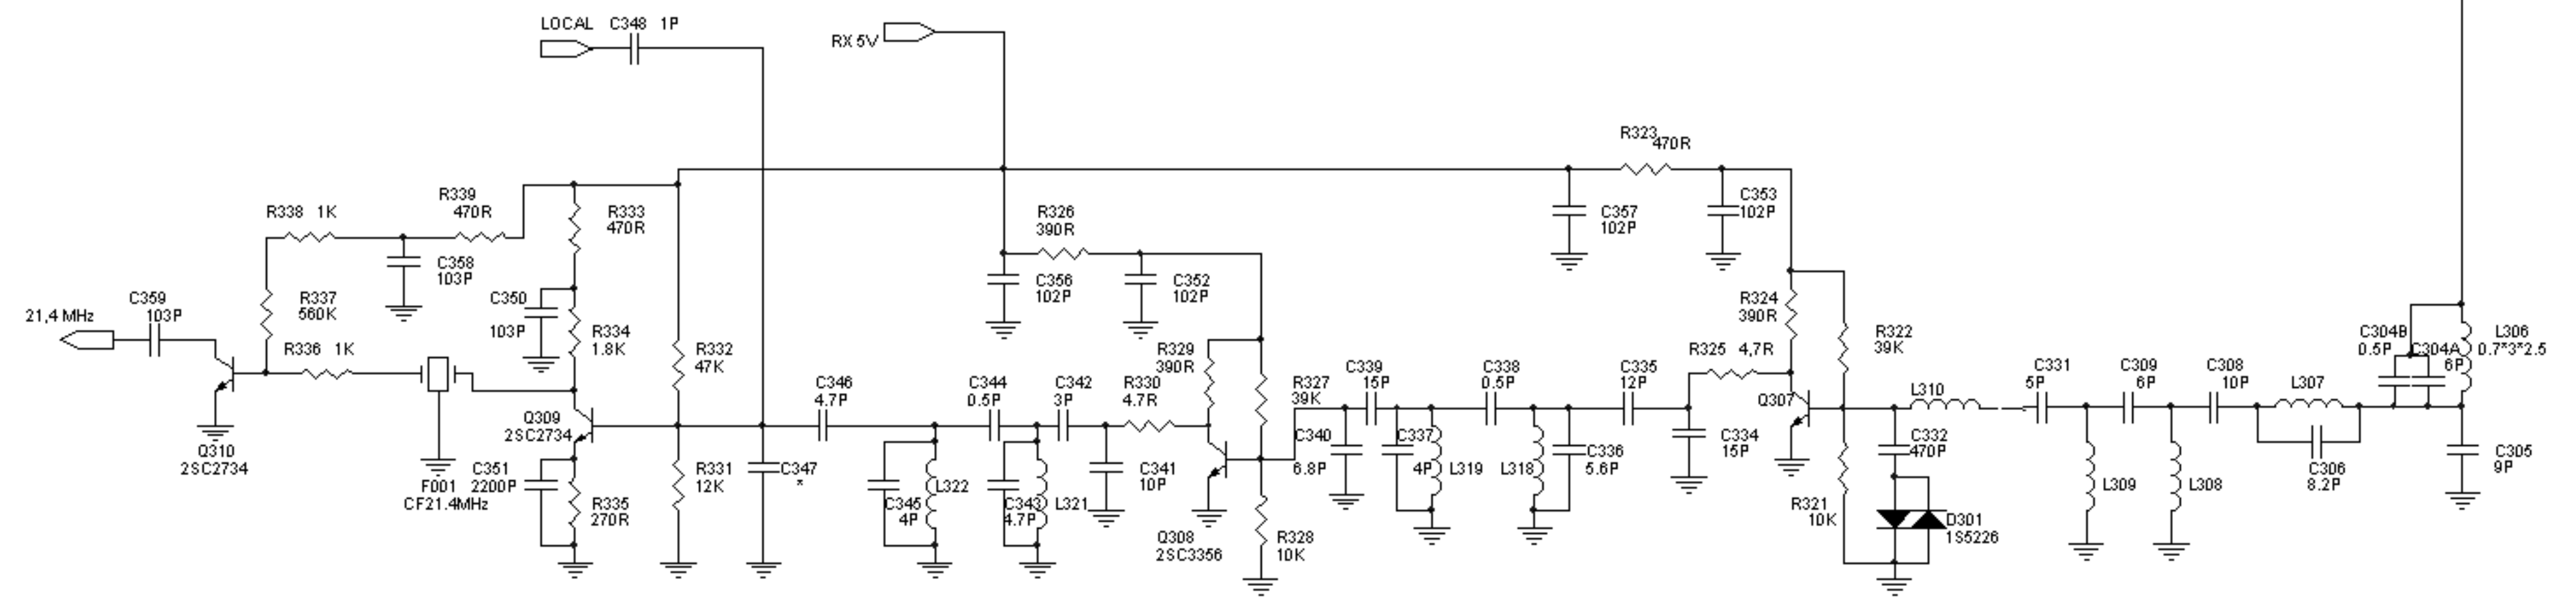 LOCAL C348 1P
RX 5V
R323
470R
R339
470R
R338 1K
R333
470R
R326
390R
C357
102P
C353
102P
C358
103P
C350
103P
C356
102P
C352
102P
C359
103P
21,4 MHz
R337
560K
R336 1K
R334
1.8K
R332
47K
R329
390R
R324
390R
R325 4,7R
R322
39K
C304B
0.5P
C304A
6P
L306
0.7*3*2.5
C346
4.7P
C344
0.5P
C342
3P
R330
4.7R
R327
39K
C339
15P
C338
0.5P
C335
12P
Q307
L310
C331
5P
C309
6P
C308
10P
L307
Q310
2SC2734
Q309
2SC2734
F001
CF21.4MHz
C351
2200P
R335
270R
R331
12K
C347
*
C345
4P
L322
C343
4.7P
L321
C341
10P
Q308
2SC3356
R328
10K
C340
6.8P
C337
4P
L319
L318
C336
5.6P
C334
15P
R321
10K
C332
470P
D301
1S5226
L309
L308
C306
8.2P
C305
9P